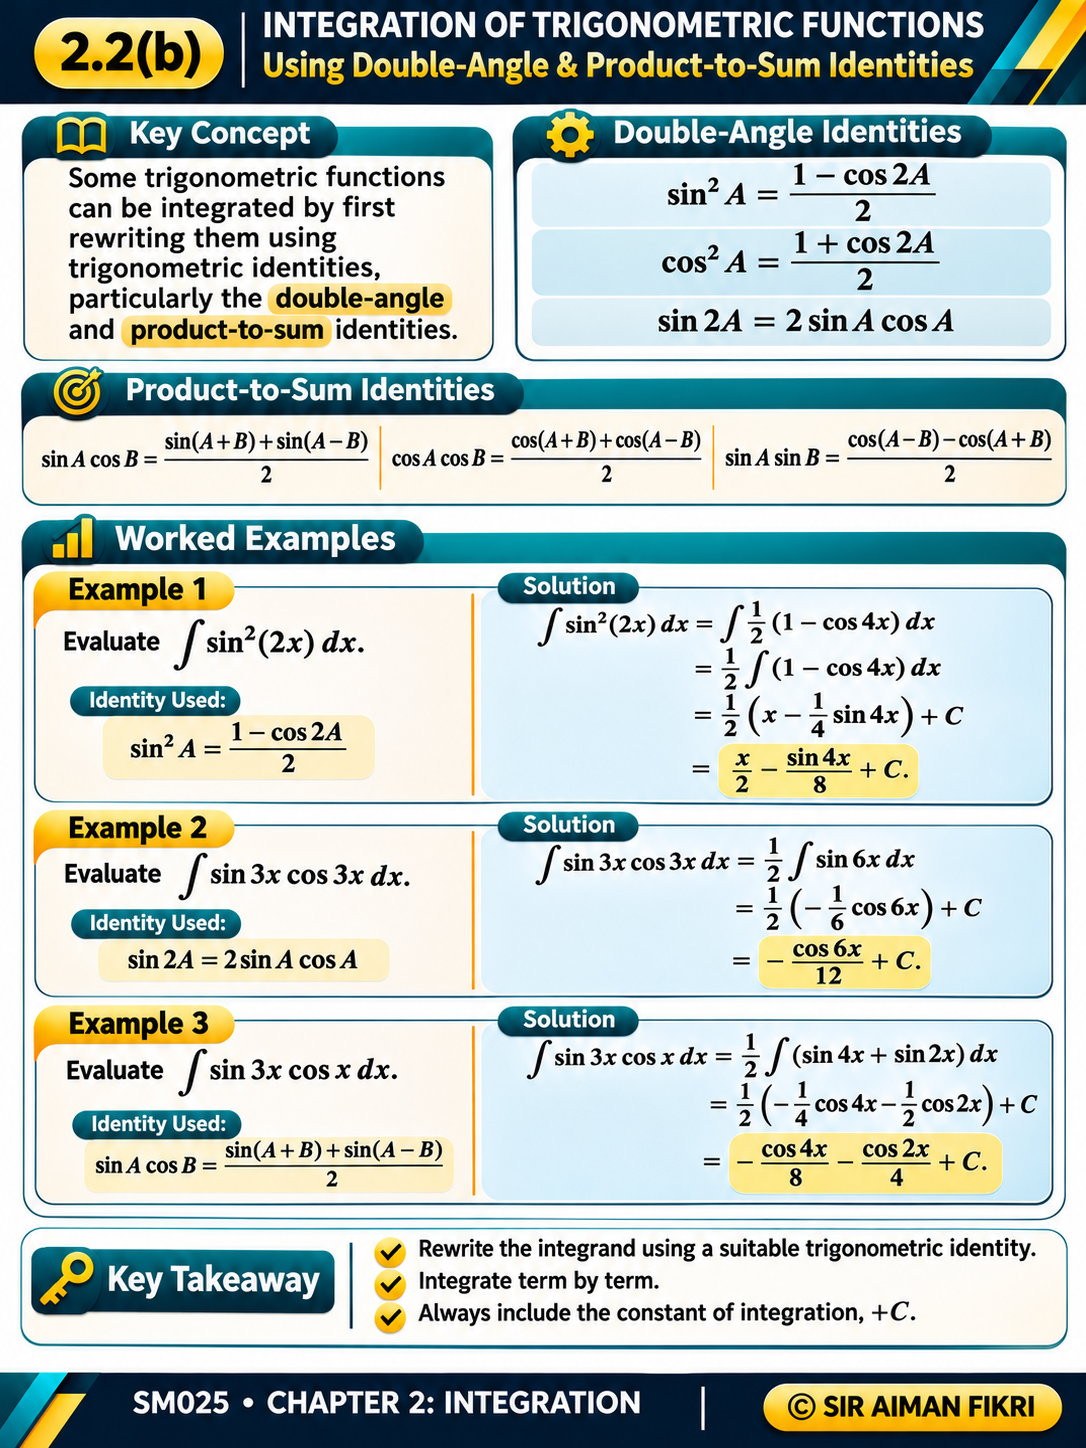 2.2(b)
INTEGRATION OF TRIGONOMETRIC FUNCTIONS
Using Double-Angle & Product-to-Sum Identities
Key Concept
Some trigonometric functions
can be integrated by first
rewriting them using
trigonometric identities,
particularly the double-angle
and product-to-sum identities.
Double-Angle Identities
sin² A = (1 − cos 2A)/2
cos² A = (1 + cos 2A)/2
sin 2A = 2 sin A cos A
Product-to-Sum Identities
sin A cos B = (sin(A+B)+sin(A−B))/2
cos A cos B = (cos(A+B)+cos(A−B))/2
sin A sin B = (cos(A−B)−cos(A+B))/2
Worked Examples
Example 1
Evaluate ∫ sin²(2x) dx.
Identity Used:
sin² A = (1 − cos 2A)/2
Solution
∫ sin²(2x) dx = ∫ 1/2 (1 − cos 4x) dx
= 1/2 ∫ (1 − cos 4x) dx
= 1/2 (x − 1/4 sin 4x) + C
= x/2 − sin 4x/8 + C.
Example 2
Evaluate ∫ sin 3x cos 3x dx.
Identity Used:
sin 2A = 2 sin A cos A
Solution
∫ sin 3x cos 3x dx = 1/2 ∫ sin 6x dx
= 1/2 (− 1/6 cos 6x) + C
= − cos 6x/12 + C.
Example 3
Evaluate ∫ sin 3x cos x dx.
Identity Used:
sin A cos B = (sin(A + B) + sin(A − B))/2
Solution
∫ sin 3x cos x dx = 1/2 ∫ (sin 4x + sin 2x) dx
= 1/2 (− 1/4 cos 4x − 1/2 cos 2x) + C
= − cos 4x/8 − cos 2x/4 + C.
Key Takeaway
Rewrite the integrand using a suitable trigonometric identity.
Integrate term by term.
Always include the constant of integration, +C.
SM025 • CHAPTER 2: INTEGRATION
© SIR AIMAN FIKRI